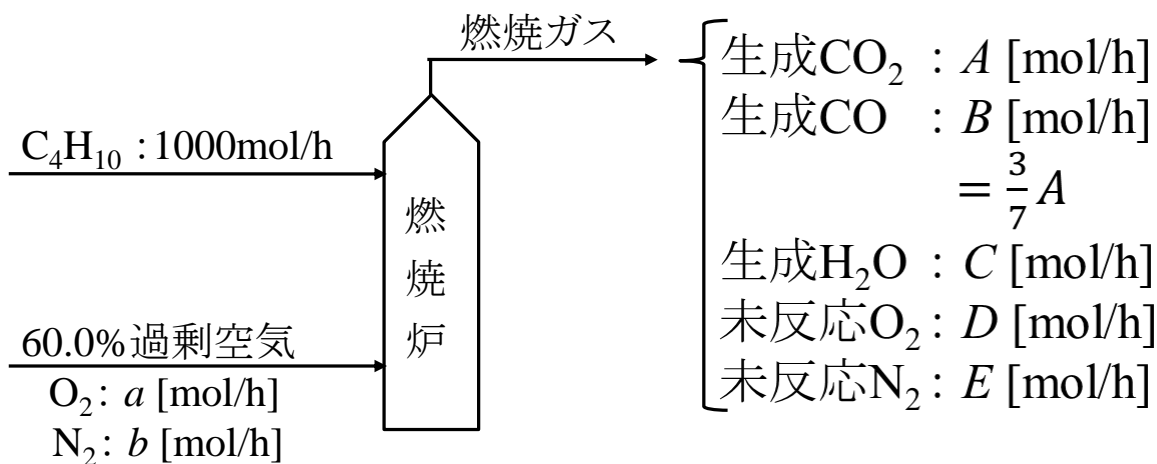 燃焼ガス
C₄H₁₀ : 1000mol/h
60.0%過剰空気
O₂: a [mol/h]
N₂: b [mol/h]
燃焼炉
生成CO₂ : A [mol/h]
生成CO : B [mol/h]
= 3/7 A
生成H₂O : C [mol/h]
未反応O₂: D [mol/h]
未反応N₂: E [mol/h]